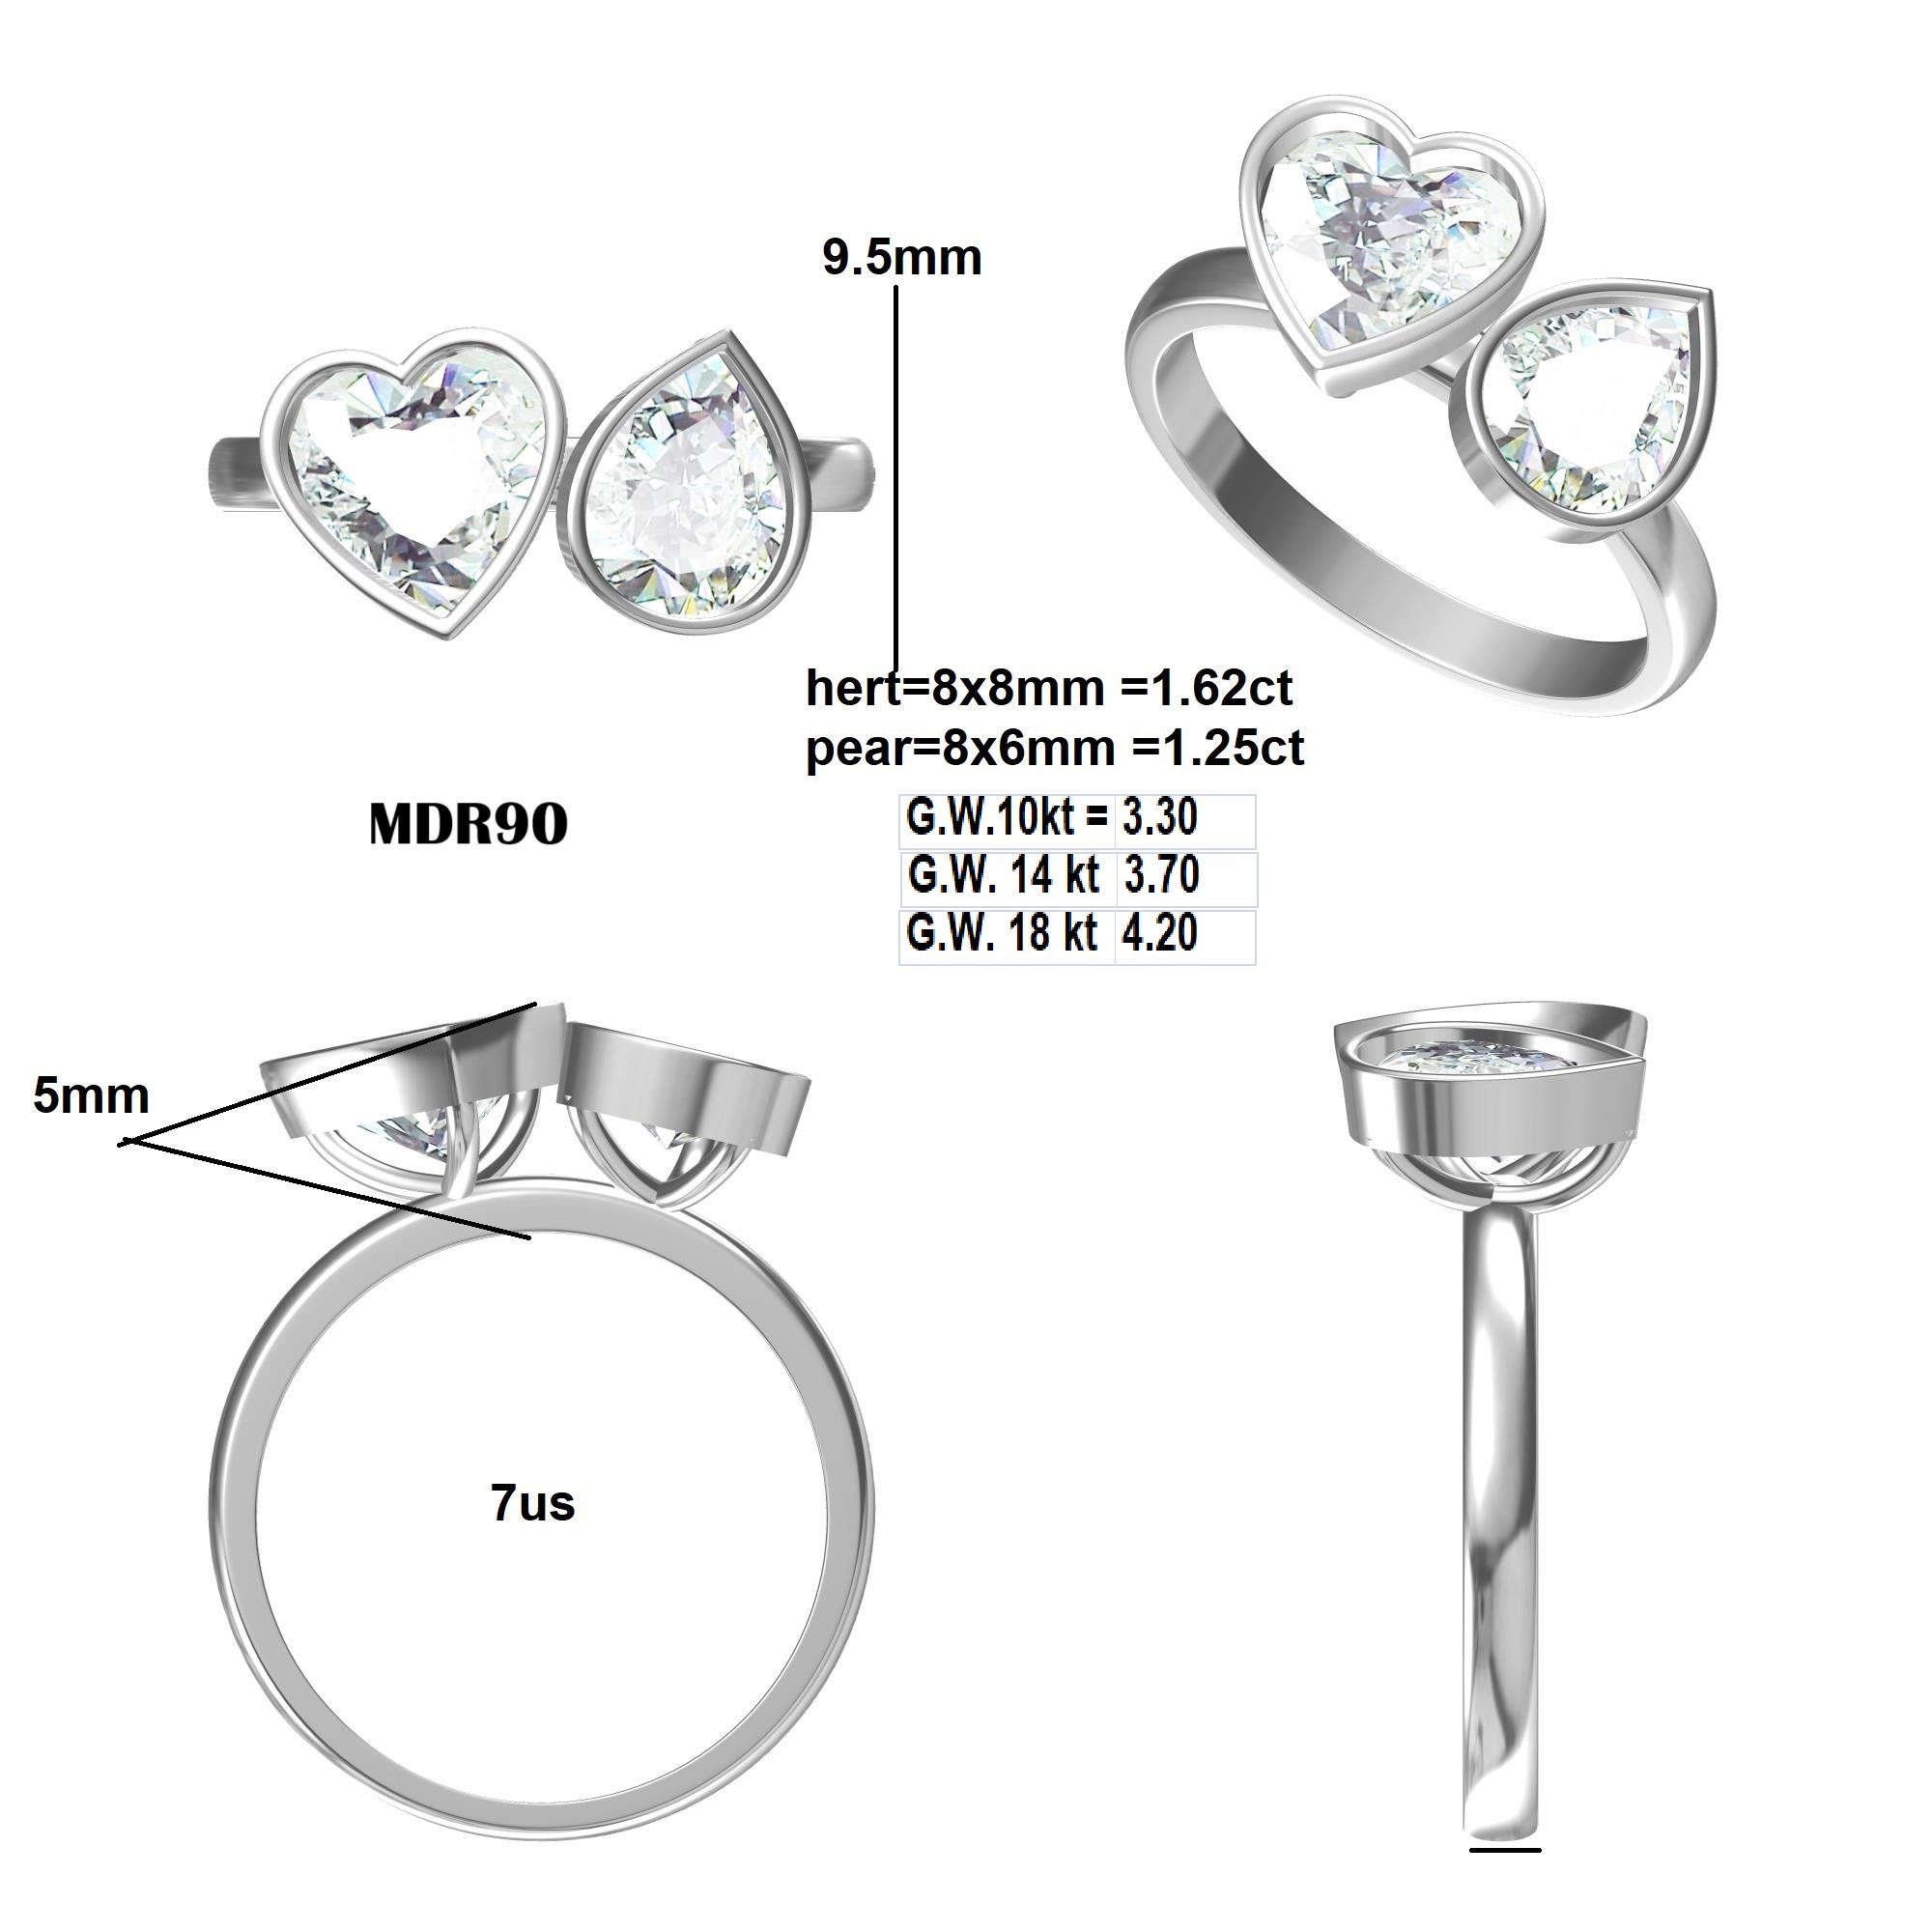 9.5mm
hert=8x8mm =1.62ct
pear=8x6mm =1.25ct
MDR90
G.W.10kt = 3.30
G.W. 14 kt 3.70
G.W. 18 kt 4.20
5mm
7us